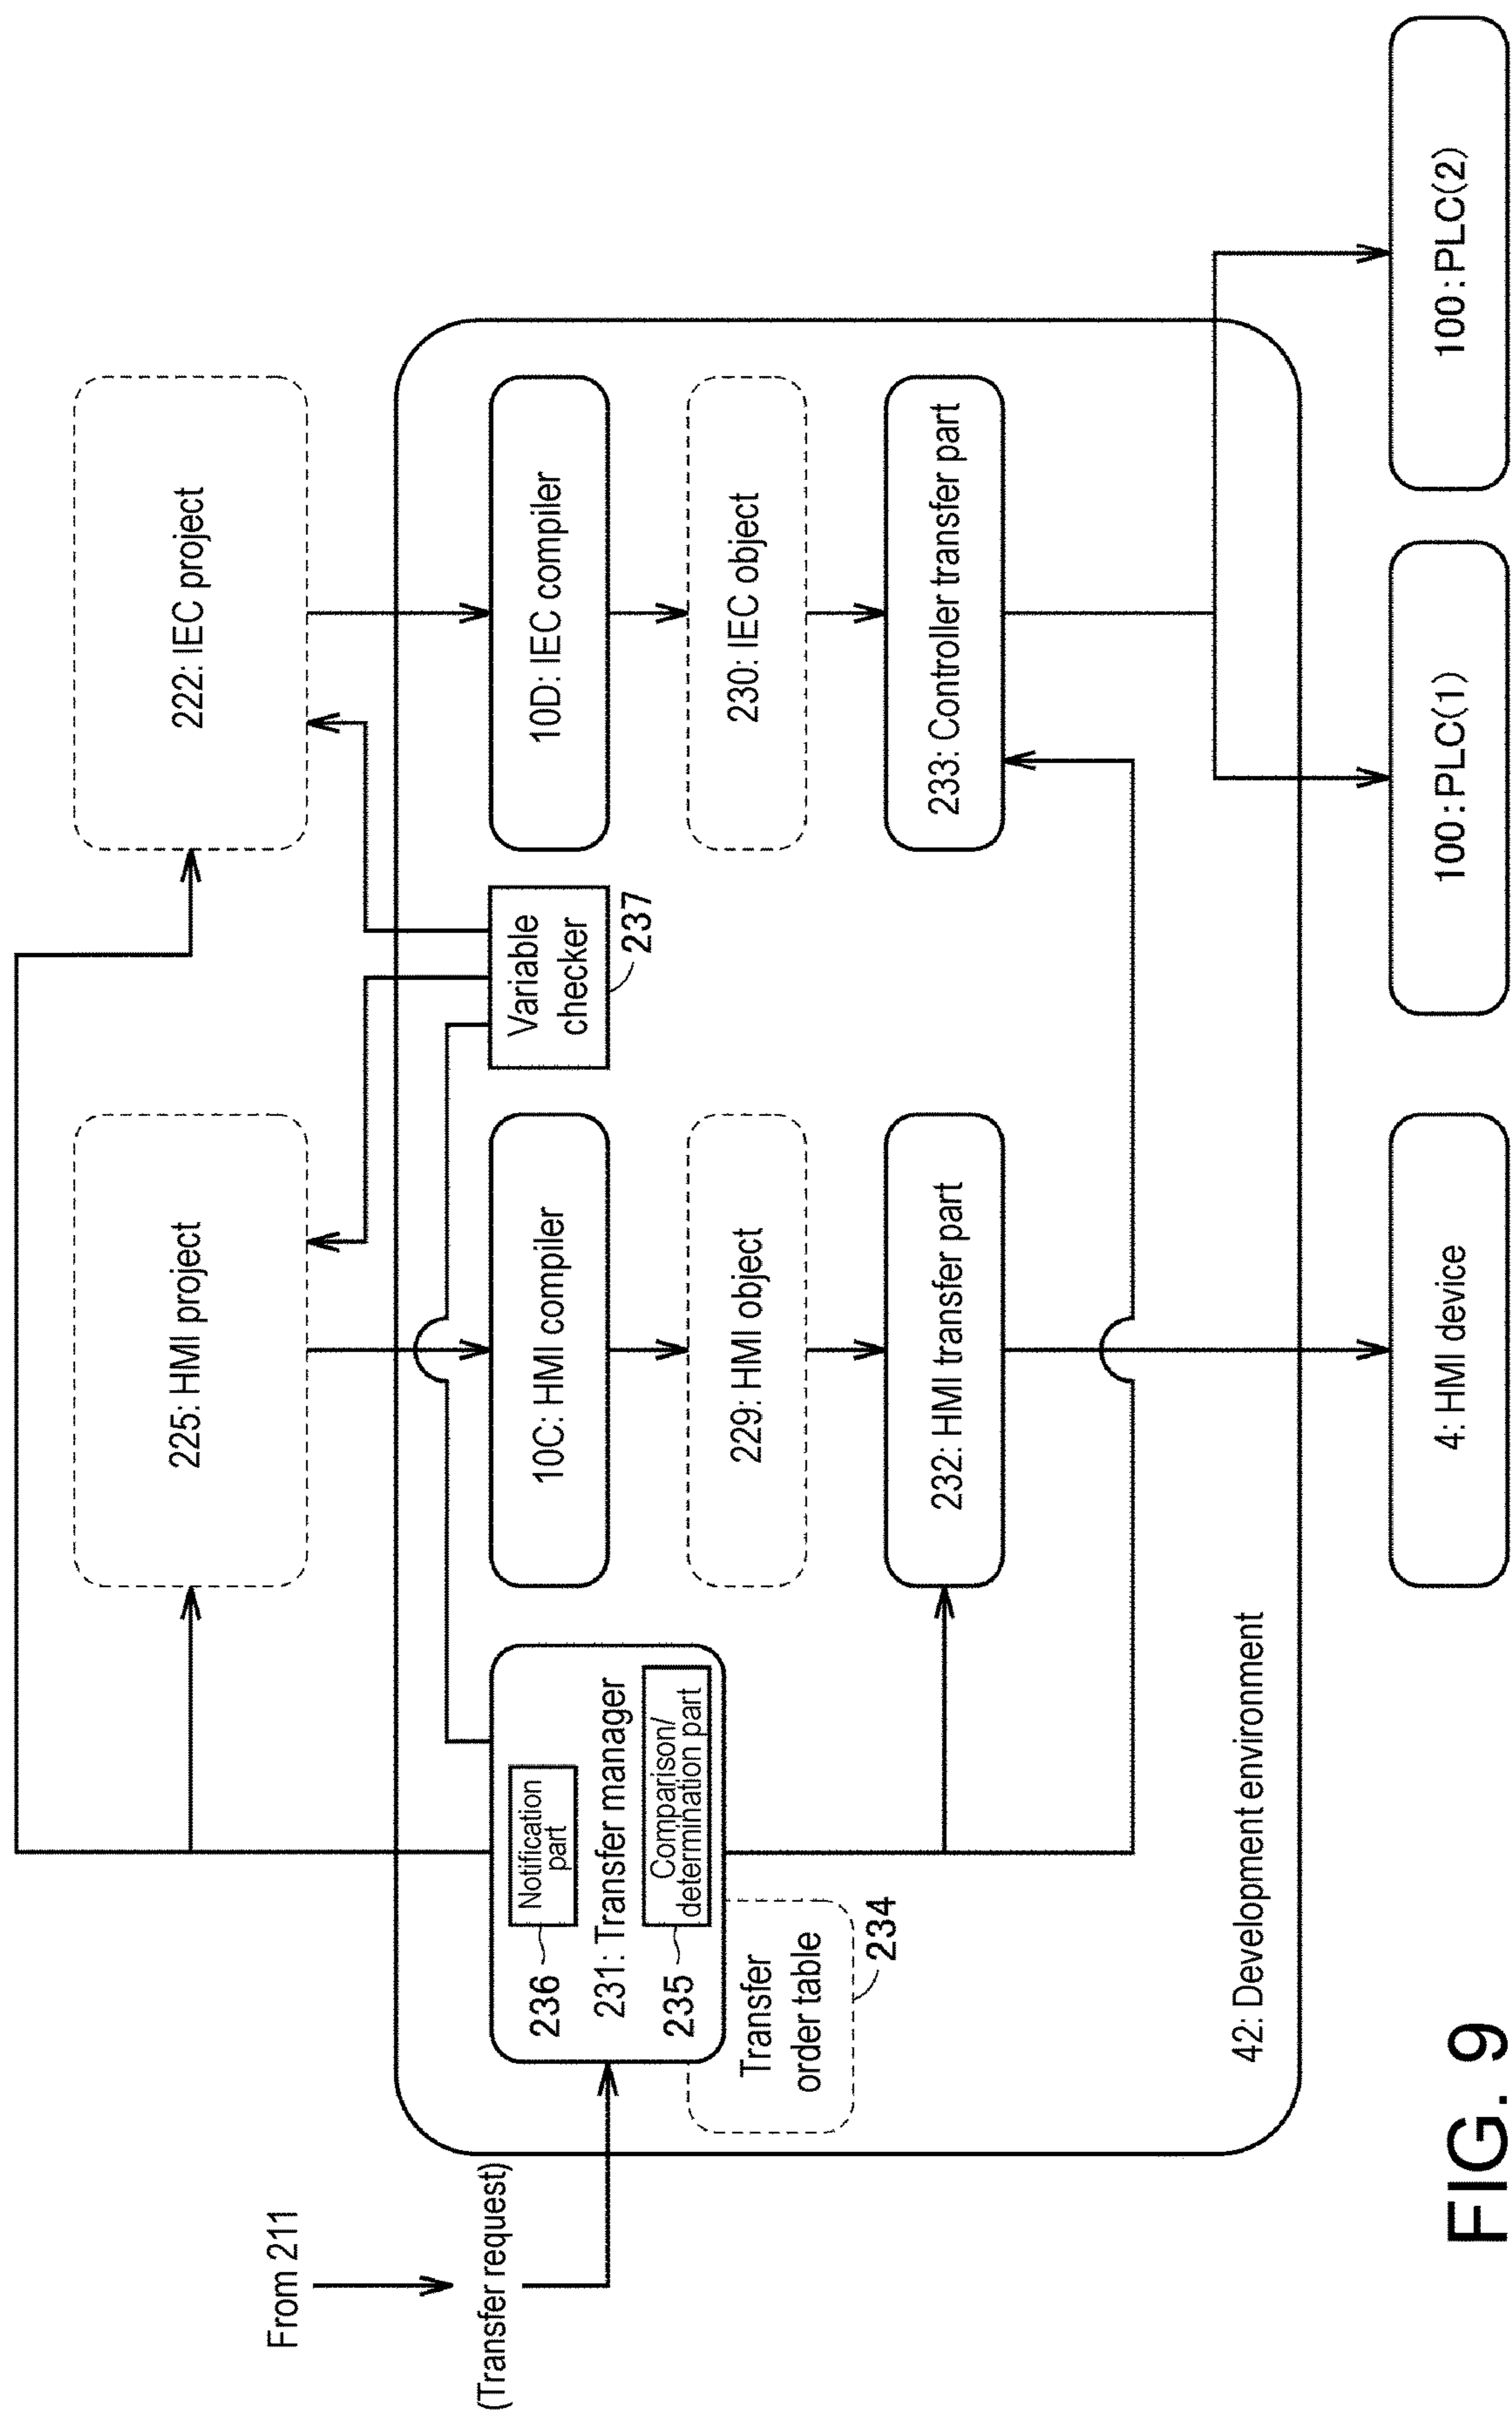 From 211
(Transfer request)
225: HMI project
222: IEC project
236
Notification
part
231: Transfer manager
235
Comparison/
determination part
Transfer
order table
234
10C: HMI compiler
Variable
checker
237
10D: IEC compiler
229: HMI object
230: IEC object
232: HMI transfer part
233: Controller transfer part
42: Development environment
4: HMI device
100:PLC(1)
100:PLC(2)
FIG. 9